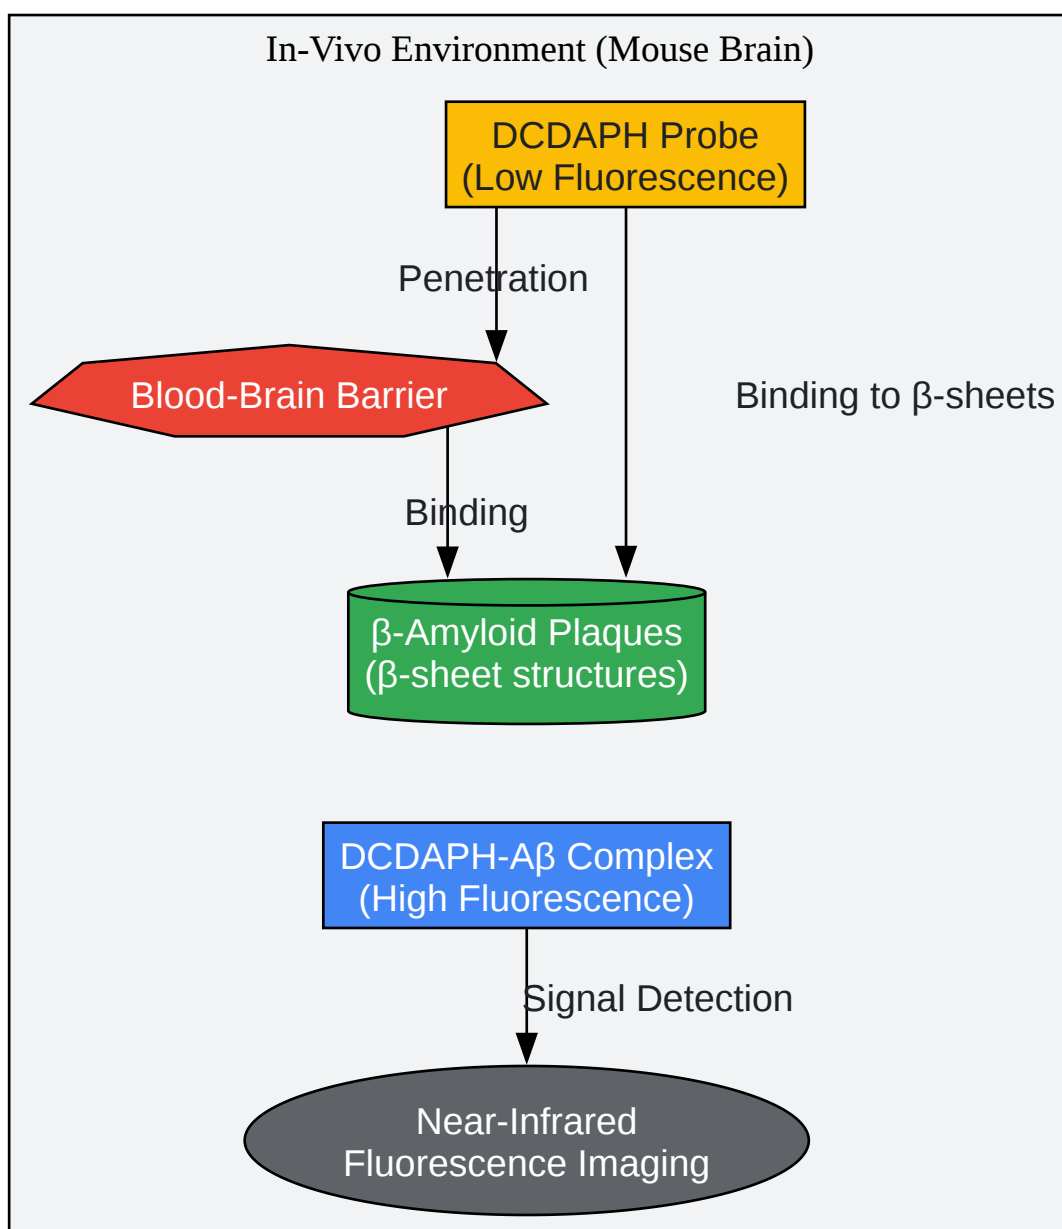 In-Vivo Environment (Mouse Brain)
DCDAPH Probe
(Low Fluorescence)
Penetration
Blood-Brain Barrier
Binding to β-sheets
Binding
β-Amyloid Plaques
(β-sheet structures)
DCDAPH-Aβ Complex
(High Fluorescence)
Signal Detection
Near-Infrared
Fluorescence Imaging